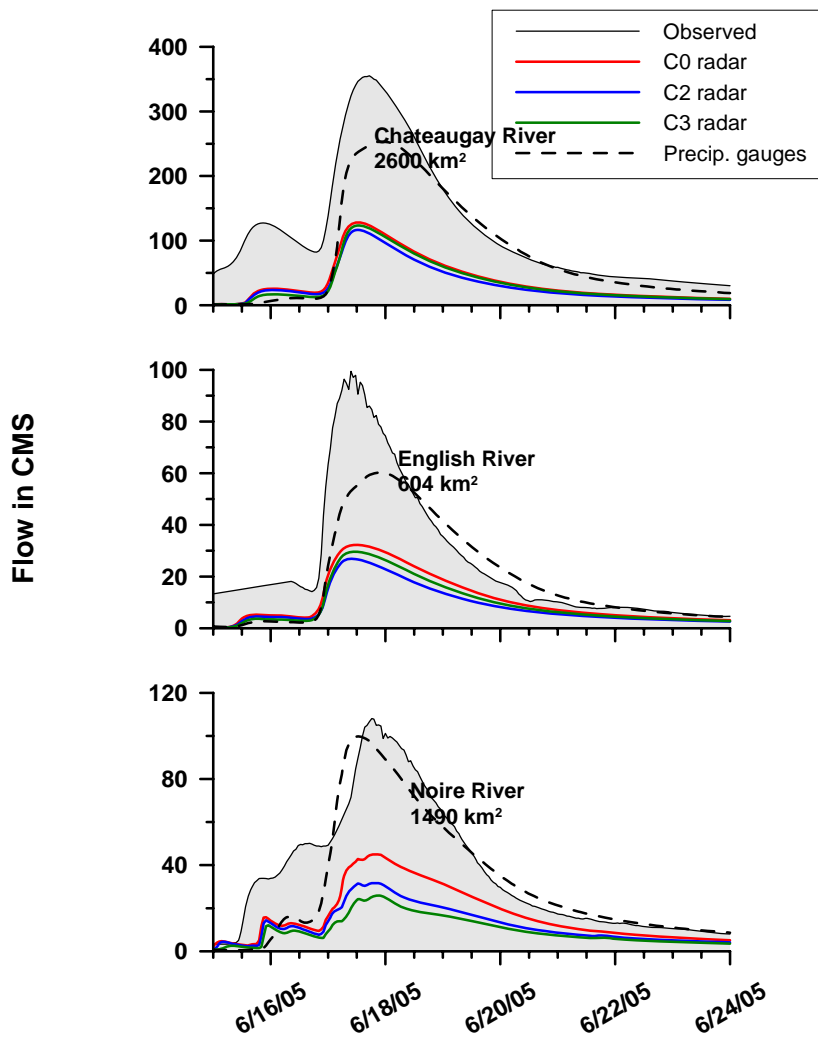 Observed
C0 radar
C2 radar
C3 radar
Precip. gauges
400
300
200
100
0
Chateaugay River
2600 km²
100
80
60
40
20
0
English River
604 km²
Flow in CMS
120
80
40
0
Noire River
1490 km²
6/16/05
6/18/05
6/20/05
6/22/05
6/24/05